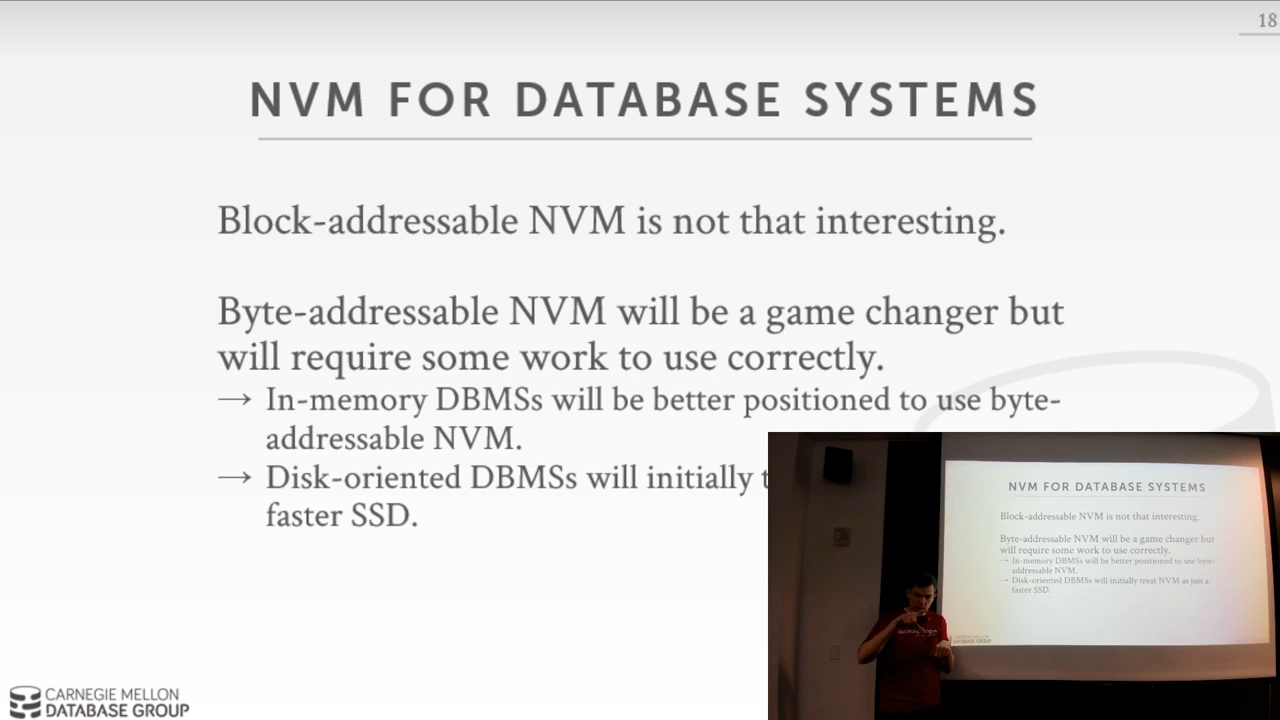 18
NVM FOR DATABASE SYSTEMS
Block-addressable NVM is not that interesting.
Byte-addressable NVM will be a game changer but
will require some work to use correctly.
→ In-memory DBMSs will be better positioned to use byte-
addressable NVM.
→ Disk-oriented DBMSs will initially t
faster SSD.
CARNEGIE MELLON
DATABASE GROUP
NVM FOR DATABASE SYSTEMS
Block-addressable NVM is not that interesting.
Byte-addressable NVM will be a game changer but
will require some work to use correctly.
→ In-memory DBMSs will be better positioned to use byte-
addressable NVM.
→ Disk-oriented DBMSs will initially treat NVM as just a
faster SSD.
CARNEGIE MELLON
DATABASE GROUP